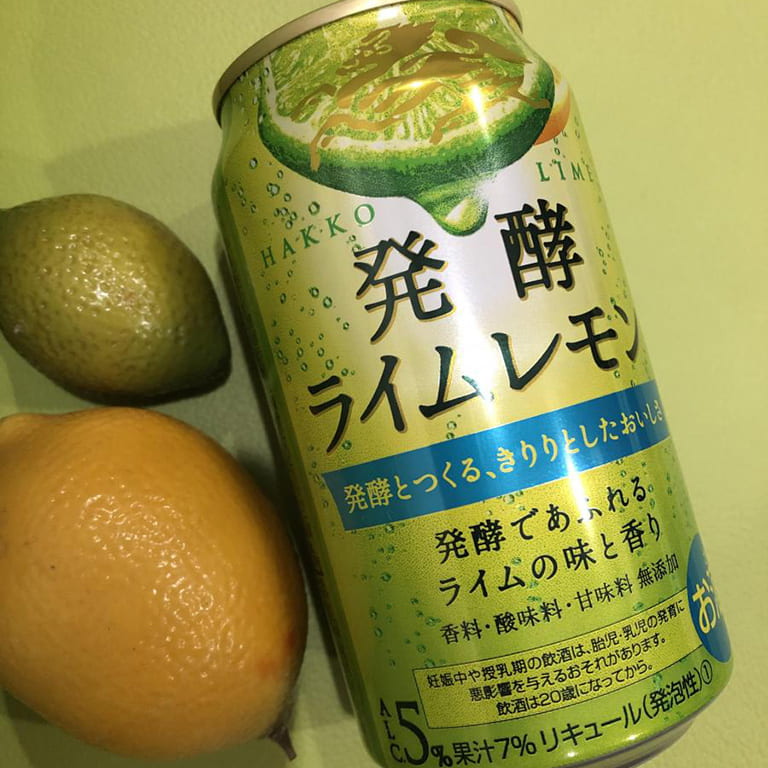 HAKKO LIME
発酵
ライムレモン
発酵とつくる、きりりとしたおいしさ
発酵であふれる
ライムの味と香り
香料・酸味料・甘味料 無添加
お
妊娠中や授乳期の飲酒は、胎児・乳児の発育に
悪影響を与えるおそれがあります。
飲酒は20歳になってから。
ALC.5% 果汁7% リキュール(発泡性)①